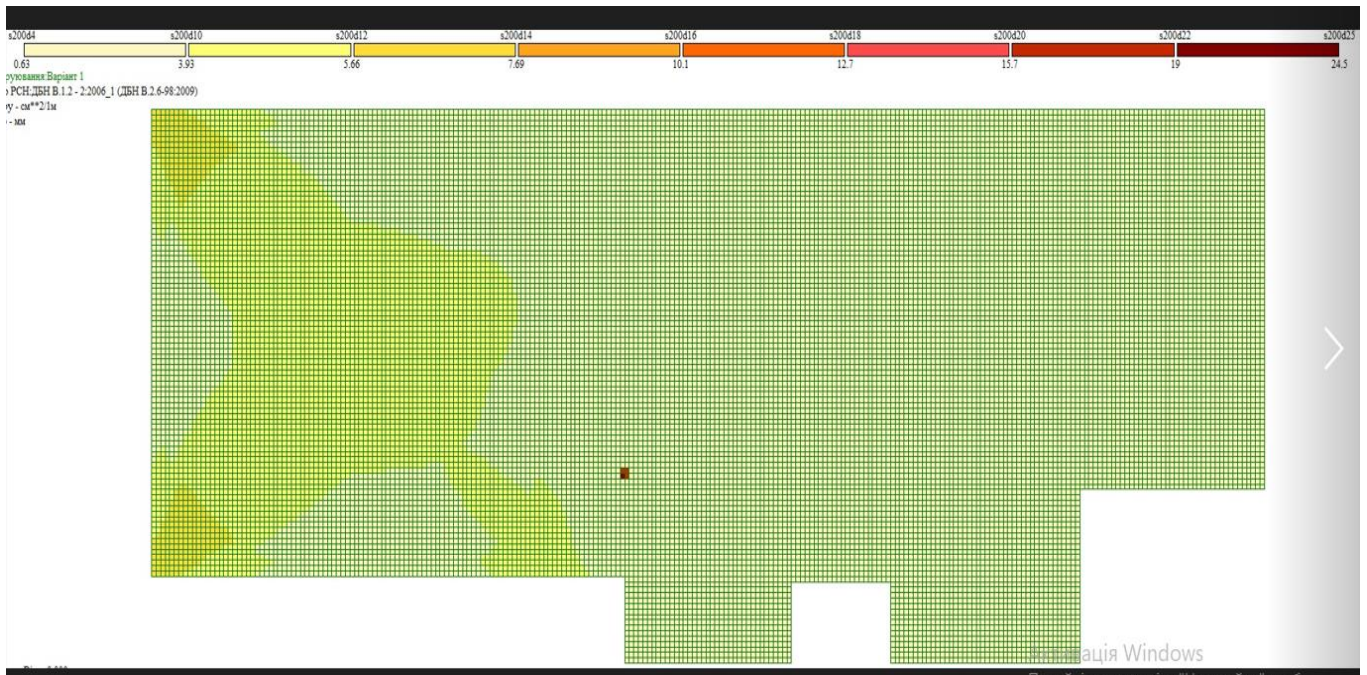 s200d4 s200d10 s200d12 s200d14 s200d16 s200d18 s200d20 s200d22 s200d25
0.63 3.93 5.66 7.69 10.1 12.7 15.7 19 24.5
руювання:Варіант 1
РСН:ДБН В.1.2 - 2:2006_1 (ДБН В.2.6-98:2009)
ру - см**2/1м
- мм
Windows